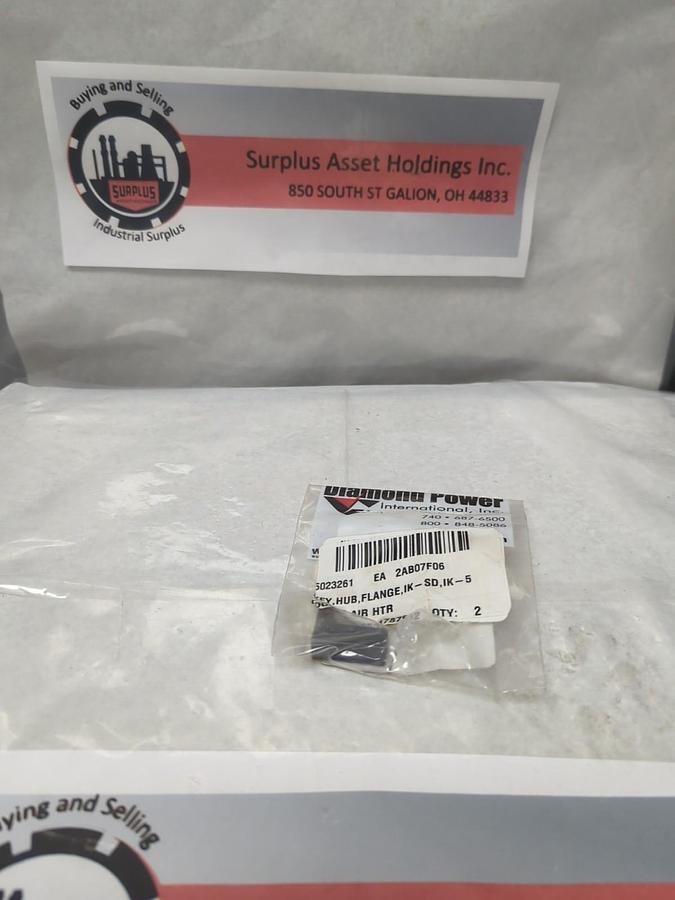 Buying and Selling
SURPLUS
Industrial Surplus
Surplus Asset Holdings Inc.
850 SOUTH ST GALION, OH 44833
Diamond Power
International, Inc.
740 • 687-6500
800 • 848-5086
5023261 EA 2AB07F06
KEY,HUB,FLANGE,IK-SD,IK-5
AIR HTR QTY: 2
ying and Selling